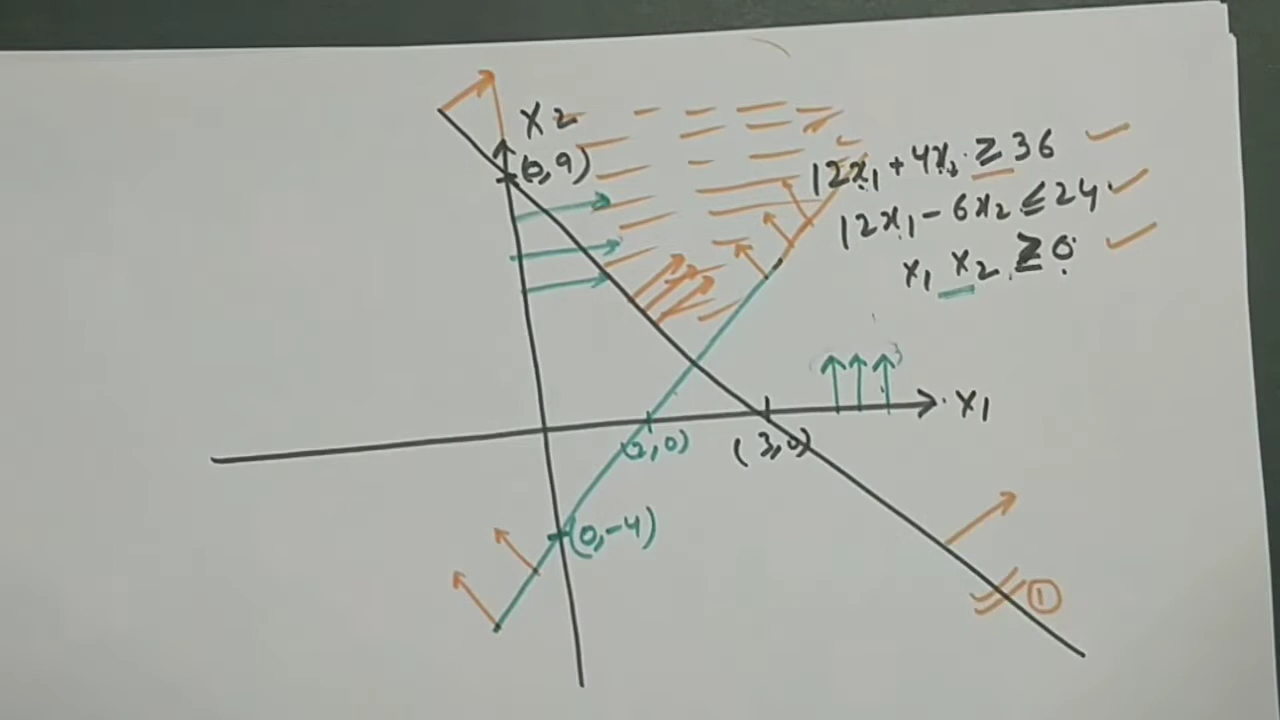 x2
(0,9)
12x₁ + 4x₂ ≥ 36
12x₁ - 6x₂ ≤ 24
x₁ x₂ ≥ 0
x₁
(2,0)
(3,0)
(0,-4)
①